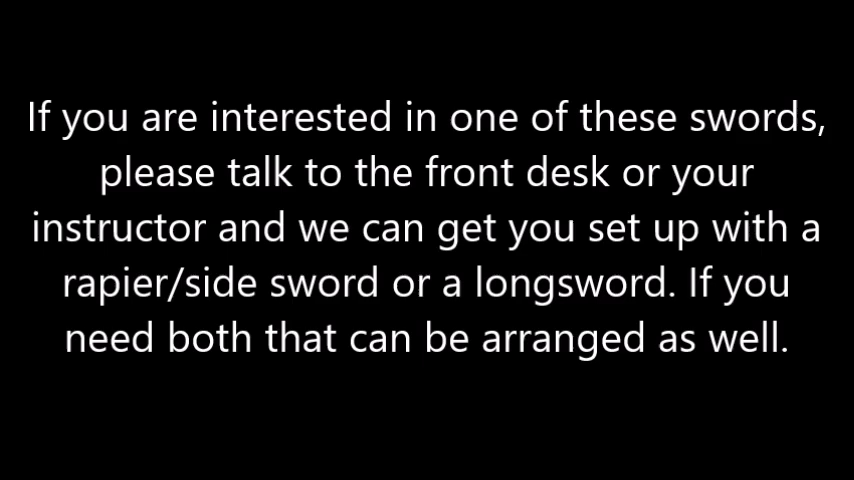 If you are interested in one of these swords,
please talk to the front desk or your
instructor and we can get you set up with a
rapier/side sword or a longsword. If you
need both that can be arranged as well.